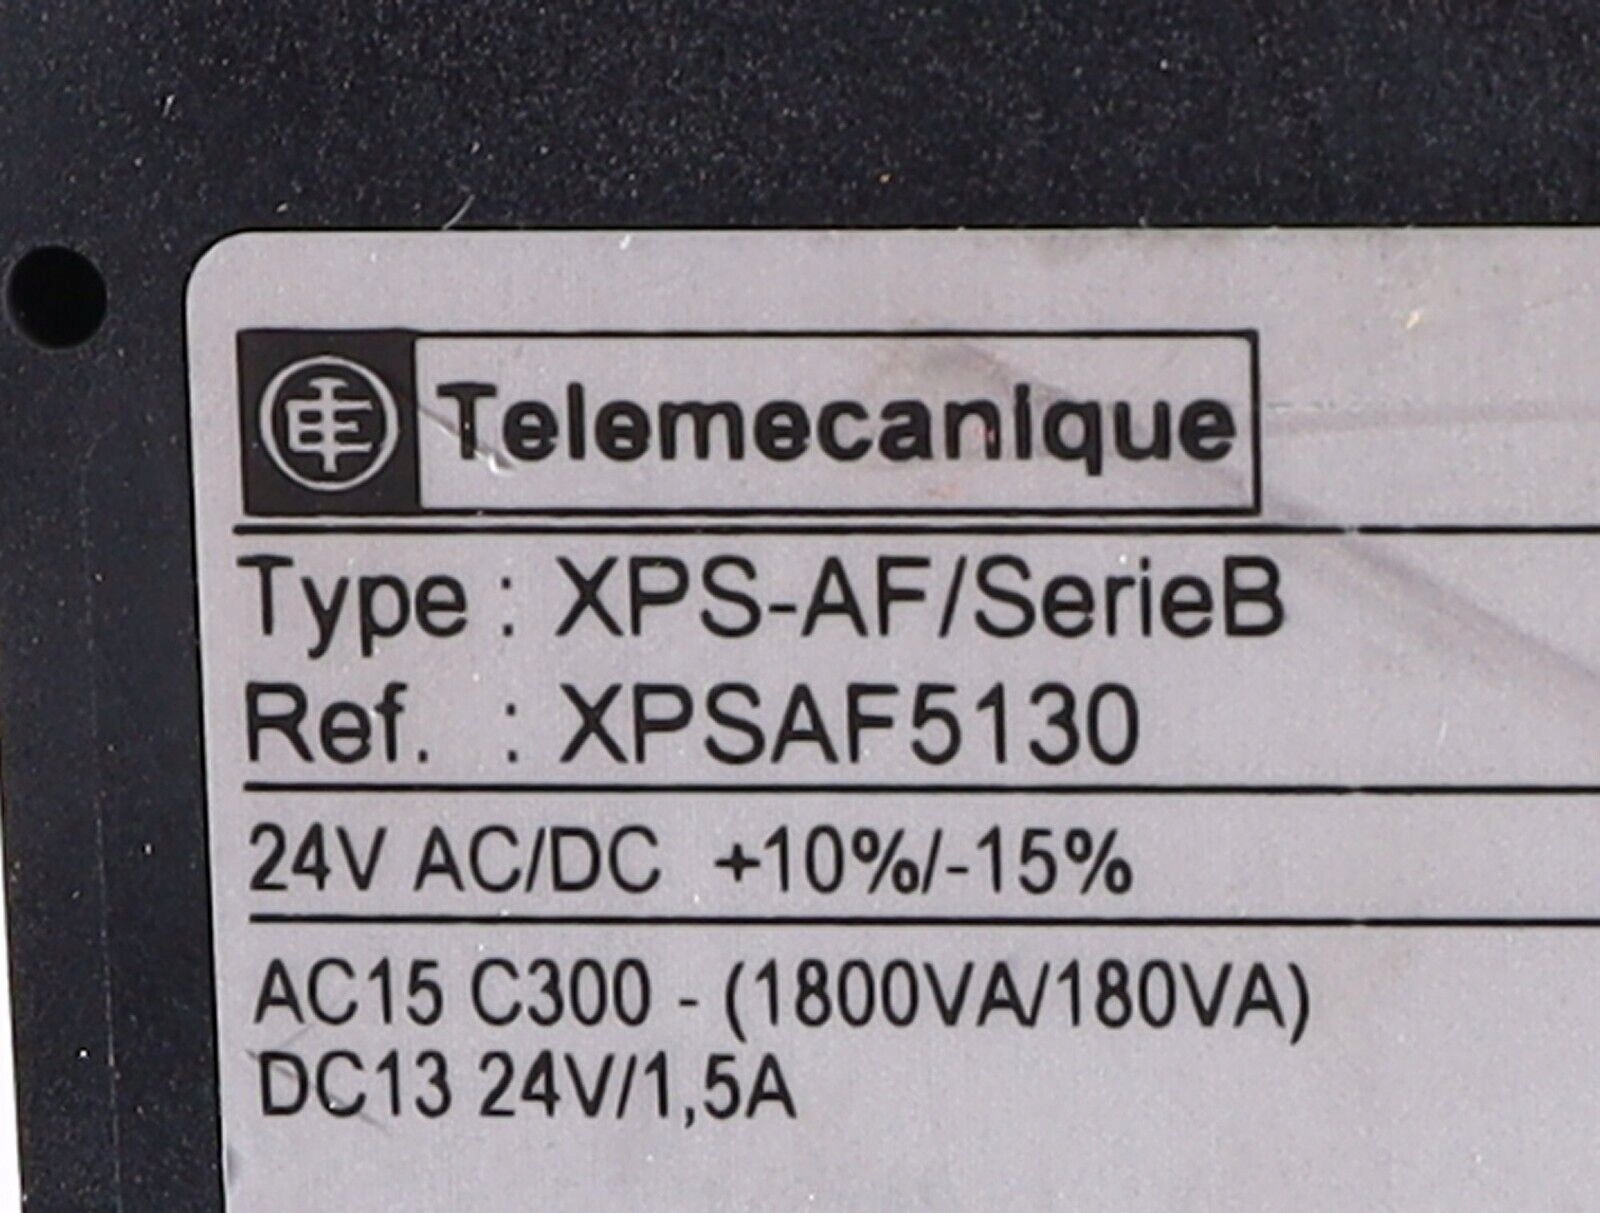 Telemecanique
Type : XPS-AF/SerieB
Ref. : XPSAF5130
24V AC/DC +10%/-15%
AC15 C300 - (1800VA/180VA)
DC13 24V/1,5A